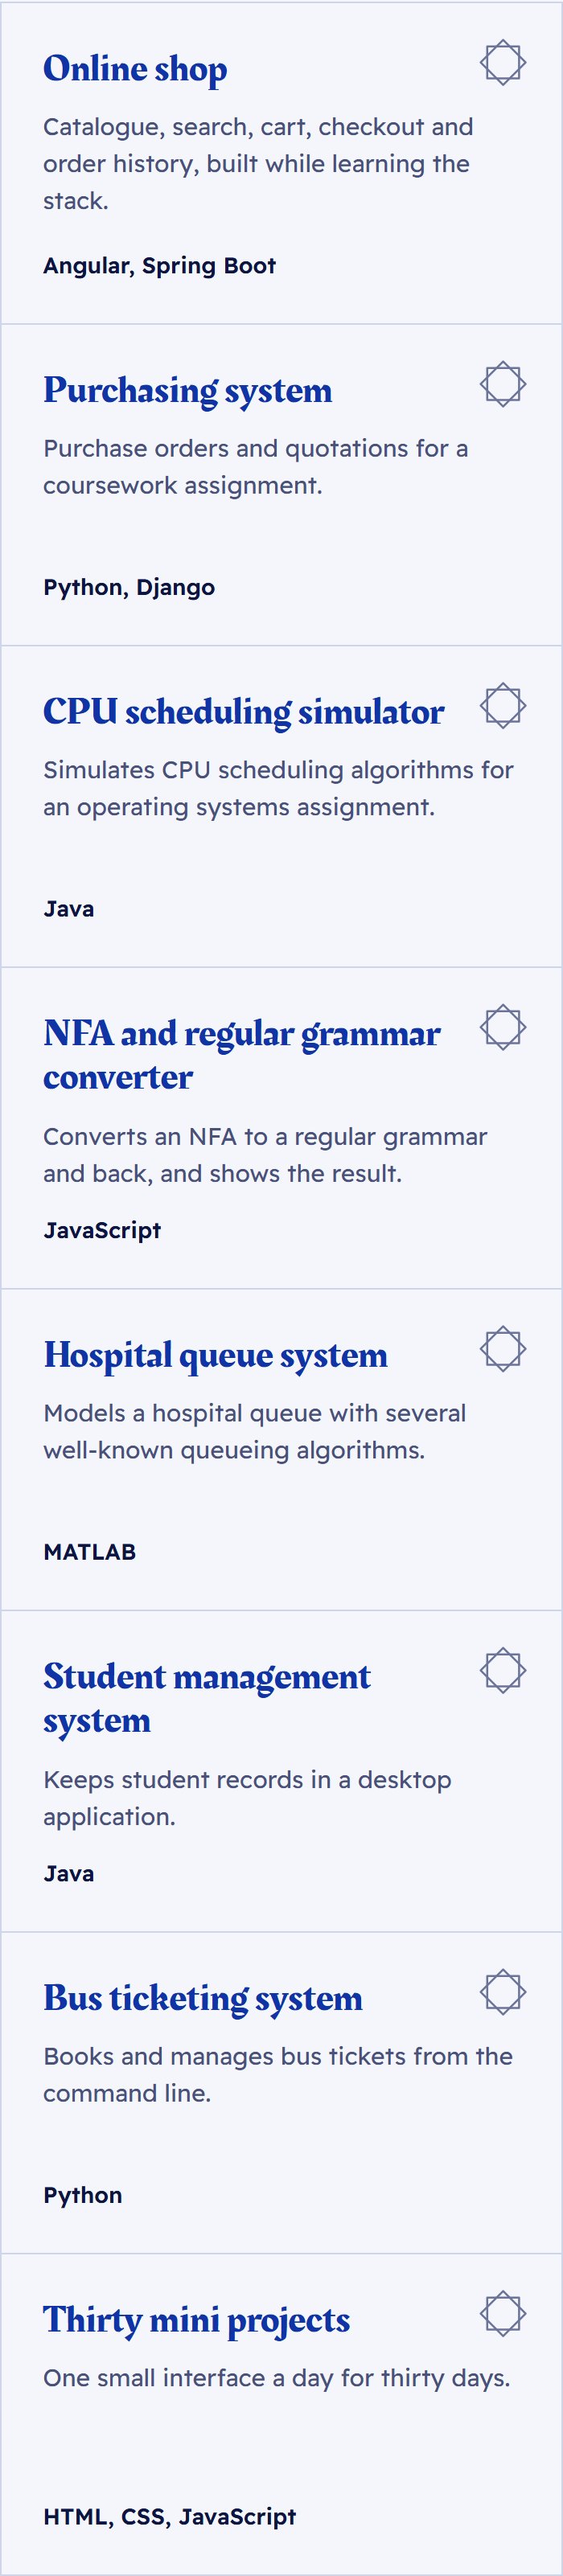 Online shop
Catalogue, search, cart, checkout and
order history, built while learning the
stack.
Angular, Spring Boot
Purchasing system
Purchase orders and quotations for a
coursework assignment.
Python, Django
CPU scheduling simulator
Simulates CPU scheduling algorithms for
an operating systems assignment.
Java
NFA and regular grammar
converter
Converts an NFA to a regular grammar
and back, and shows the result.
JavaScript
Hospital queue system
Models a hospital queue with several
well-known queueing algorithms.
MATLAB
Student management
system
Keeps student records in a desktop
application.
Java
Bus ticketing system
Books and manages bus tickets from the
command line.
Python
Thirty mini projects
One small interface a day for thirty days.
HTML, CSS, JavaScript